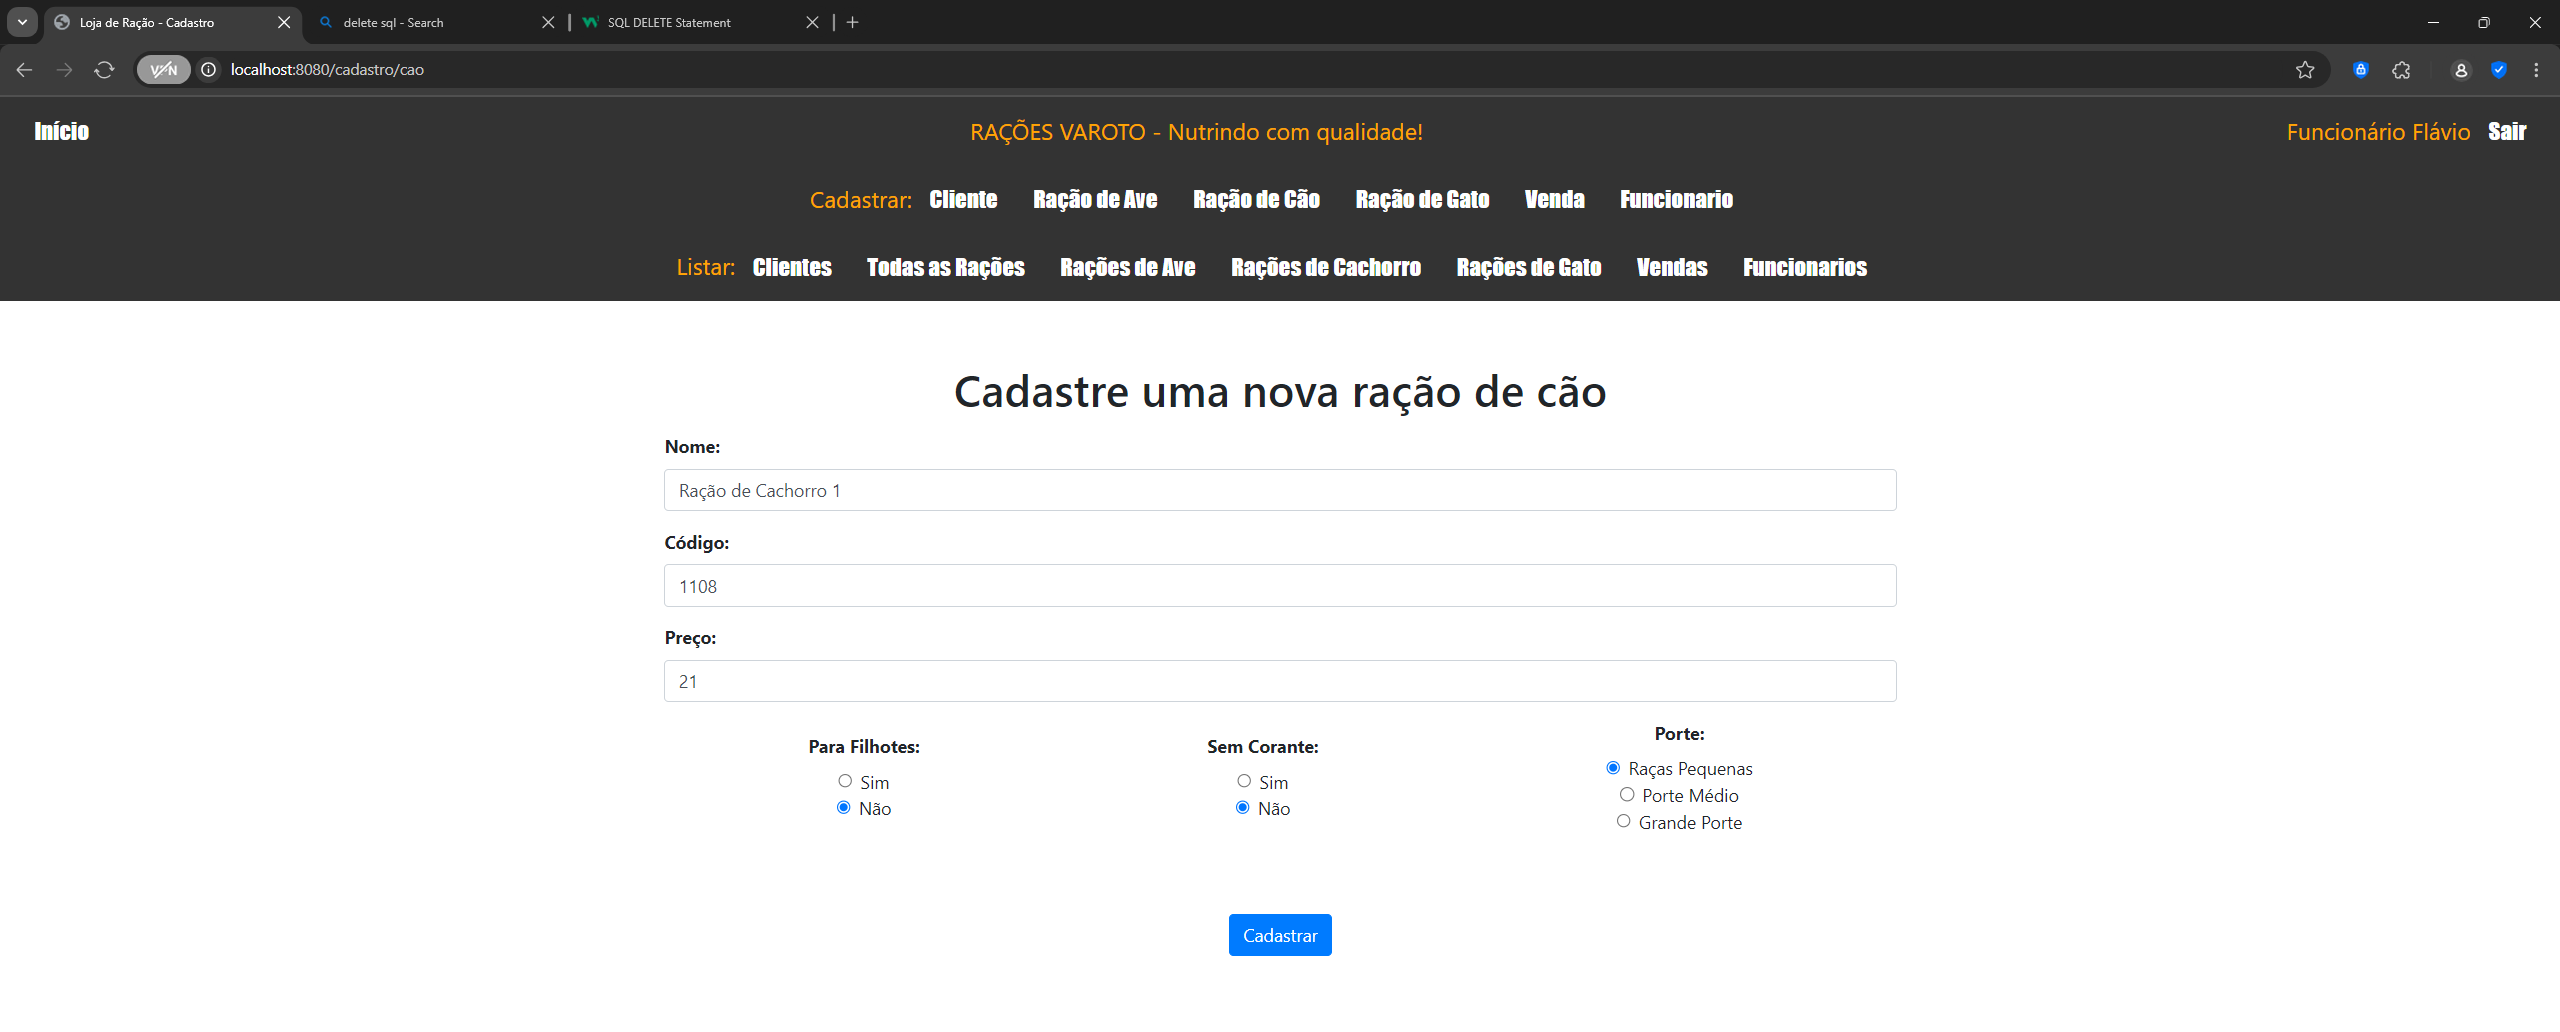 Loja de Ração - Cadastro
delete sql - Search
SQL DELETE Statement
VPN
localhost:8080/cadastro/cao
Início
RAÇÕES VAROTO - Nutrindo com qualidade!
Funcionário Flávio Sair
Cadastrar: Cliente Ração de Ave Ração de Cão Ração de Gato Venda Funcionario
Listar: Clientes Todas as Rações Rações de Ave Rações de Cachorro Rações de Gato Vendas Funcionarios
Cadastre uma nova ração de cão
Nome:
Ração de Cachorro 1
Código:
1108
Preço:
21
Para Filhotes:
Sim
Não
Sem Corante:
Sim
Não
Porte:
Raças Pequenas
Porte Médio
Grande Porte
Cadastrar